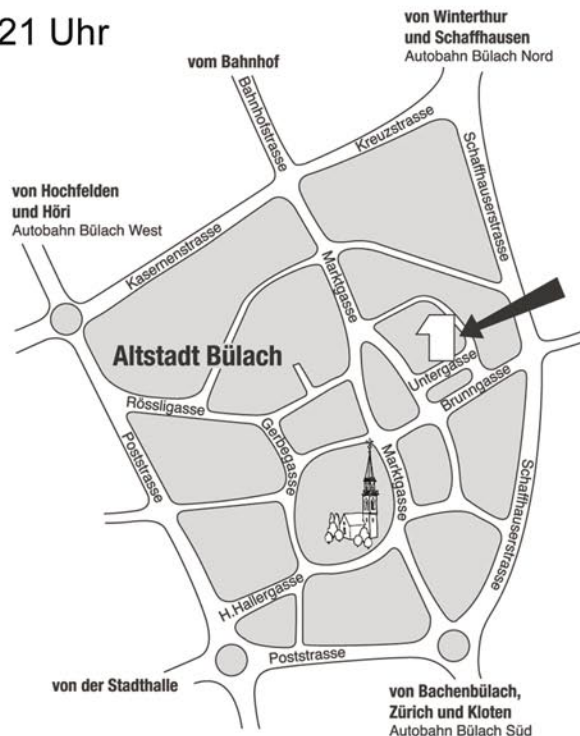 21 Uhr
von Winterthur
und Schaffhausen
Autobahn Bülach Nord
vom Bahnhof
Bahnhofstrasse
Kreuzstrasse
Schaffhauserstrasse
von Hochfelden
und Höri
Autobahn Bülach West
Kasernenstrasse
Marktgasse
Altstadt Bülach
Untergasse
Brunngasse
Rössligasse
Gerbegasse
Poststrasse
Marktgasse
Schaffhauserstrasse
H.Hallergasse
Poststrasse
von der Stadthalle
von Bachenbülach,
Zürich und Kloten
Autobahn Bülach Süd